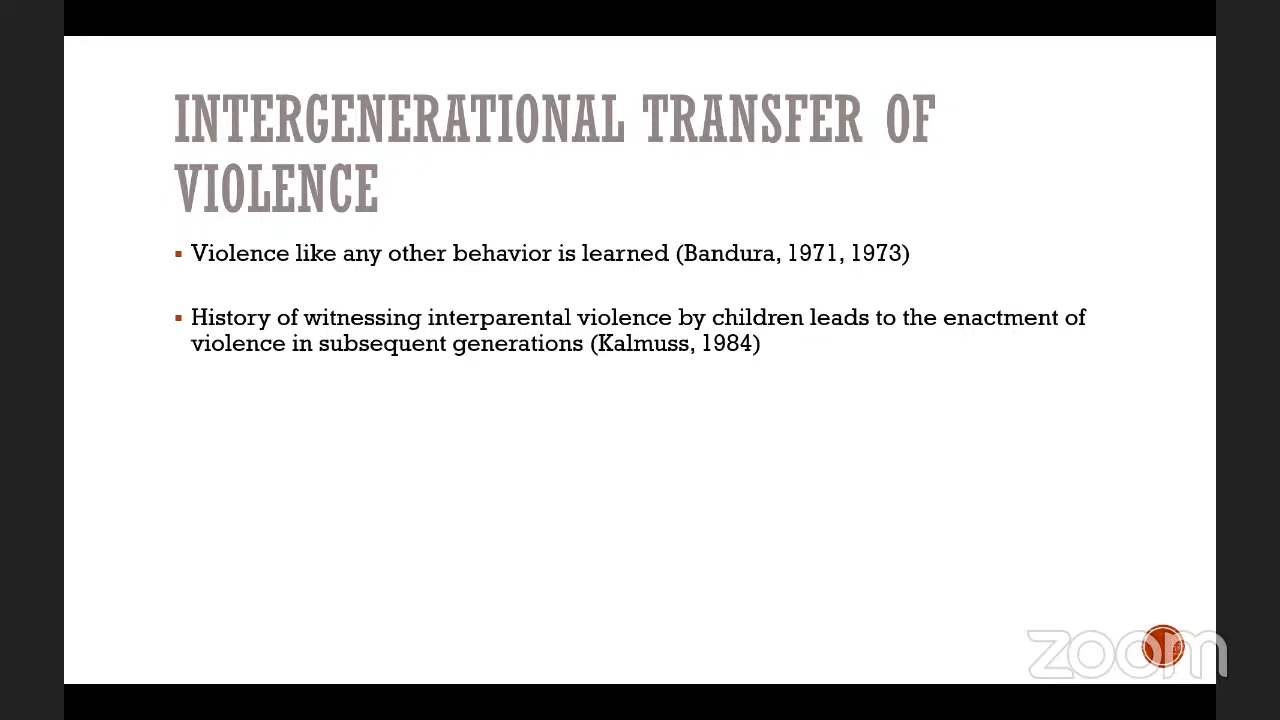 INTERGENERATIONAL TRANSFER OF
VIOLENCE
▪ Violence like any other behavior is learned (Bandura, 1971, 1973)
▪ History of witnessing interparental violence by children leads to the enactment of
violence in subsequent generations (Kalmuss, 1984)
zoom